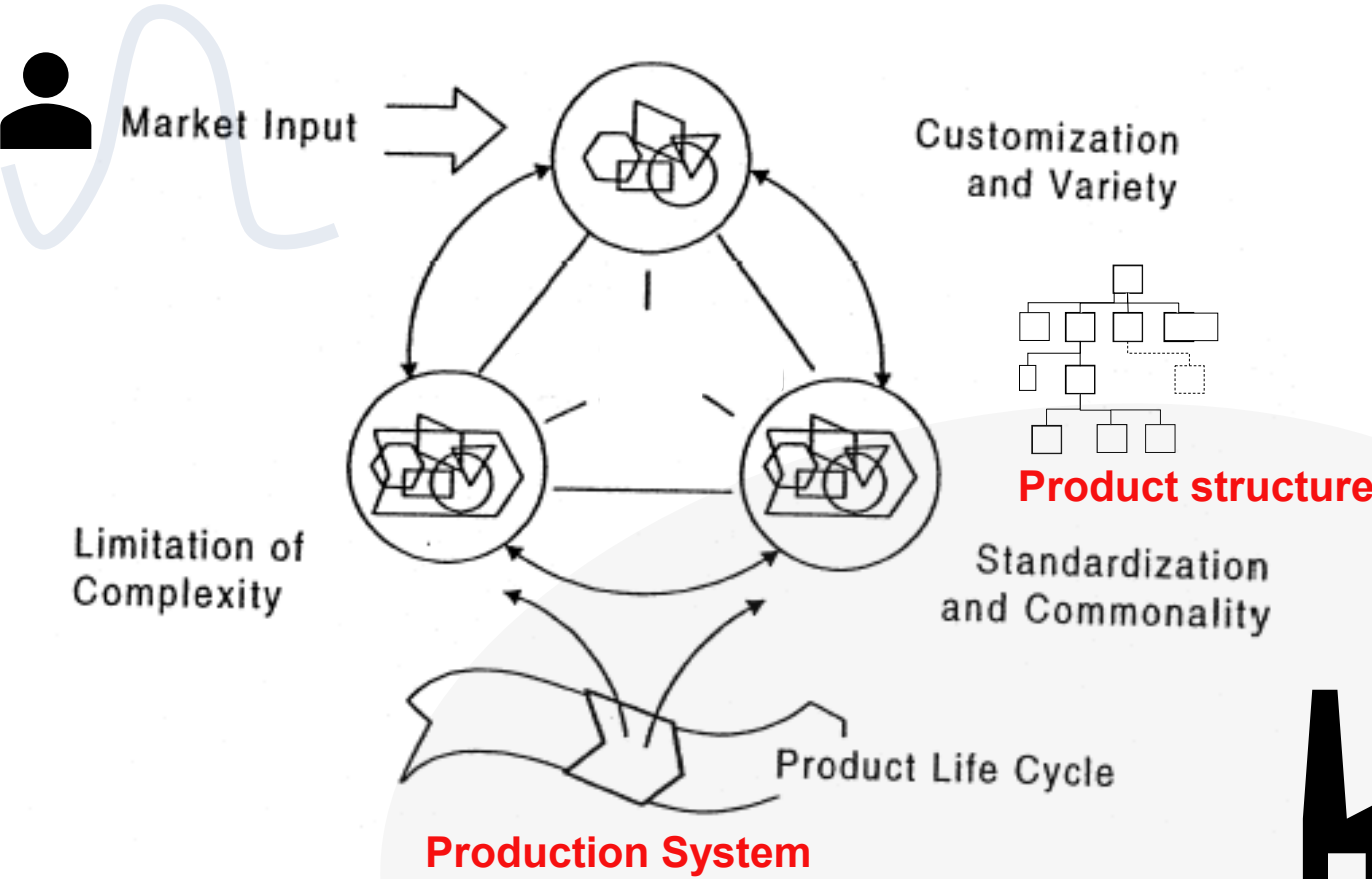 Market Input
Customization
and Variety
Product structure
Limitation of
Complexity
Standardization
and Commonality
Product Life Cycle
Production System